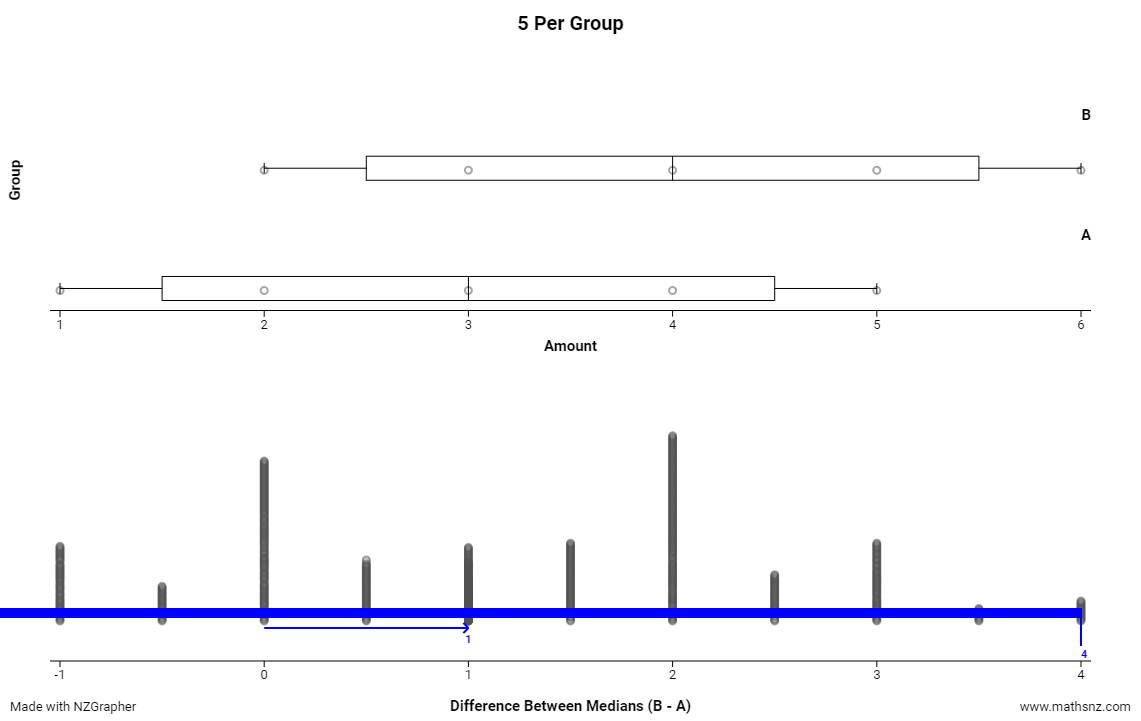 5 Per Group
B
Group
A
1 2 3 4 5 6
Amount
1
4
-1 0 1 2 3 4
Made with NZGrapher Difference Between Medians (B - A) www.mathsnz.com